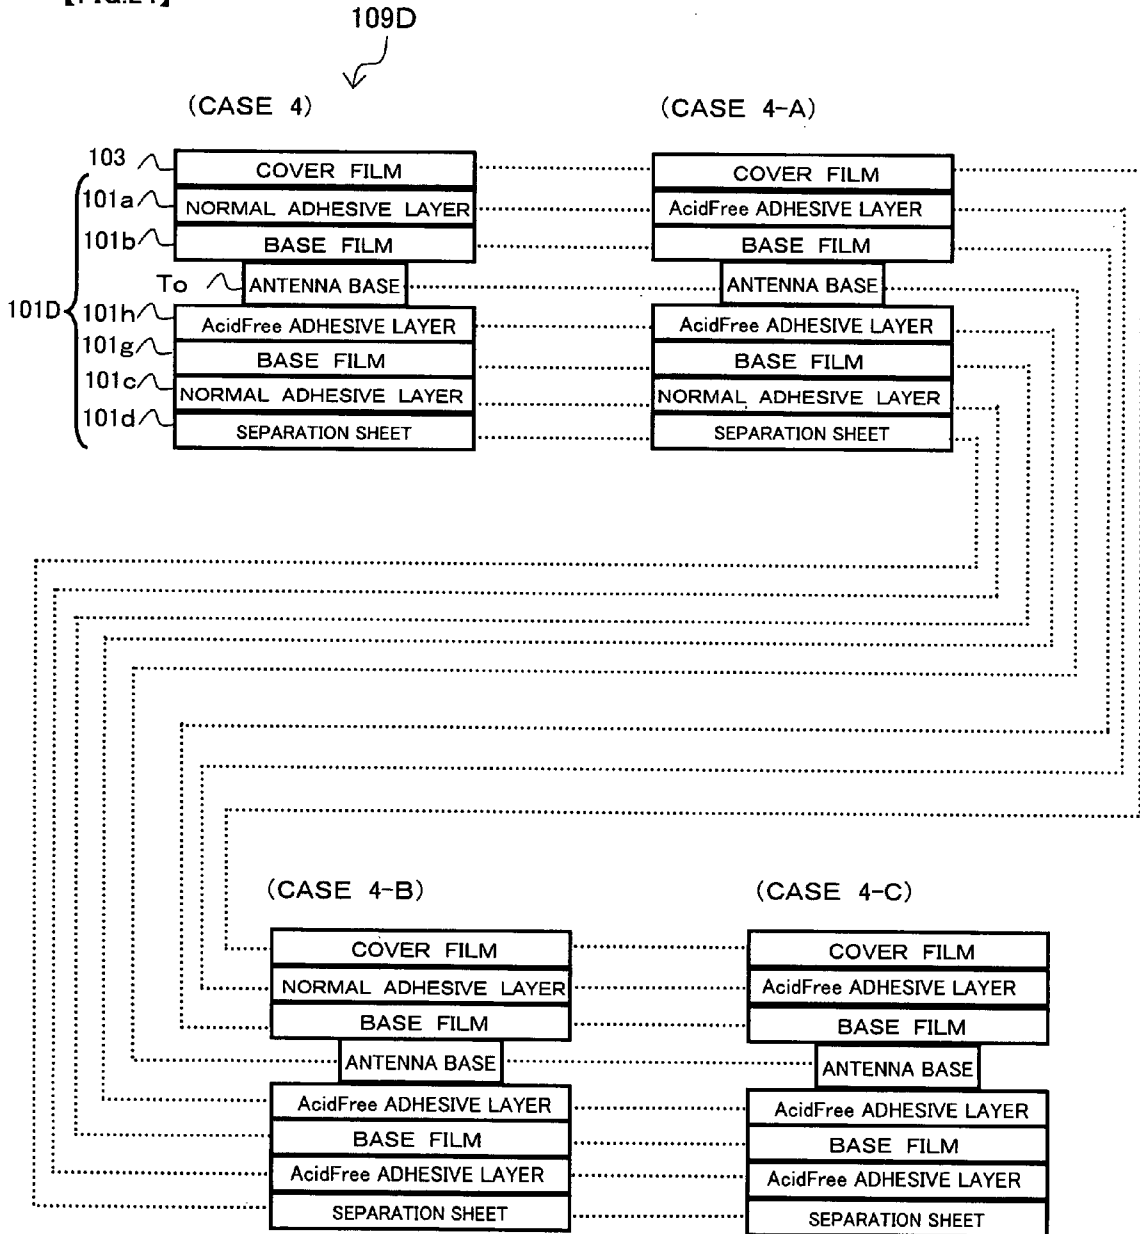 109D
(CASE 4)
(CASE 4-A)
103
COVER FILM
COVER FILM
101a
NORMAL ADHESIVE LAYER
AcidFree ADHESIVE LAYER
101b
BASE FILM
BASE FILM
To
ANTENNA BASE
ANTENNA BASE
101D
101h
AcidFree ADHESIVE LAYER
AcidFree ADHESIVE LAYER
101g
BASE FILM
BASE FILM
101c
NORMAL ADHESIVE LAYER
NORMAL ADHESIVE LAYER
101d
SEPARATION SHEET
SEPARATION SHEET
(CASE 4-B)
(CASE 4-C)
COVER FILM
COVER FILM
NORMAL ADHESIVE LAYER
AcidFree ADHESIVE LAYER
BASE FILM
BASE FILM
ANTENNA BASE
ANTENNA BASE
AcidFree ADHESIVE LAYER
AcidFree ADHESIVE LAYER
BASE FILM
BASE FILM
AcidFree ADHESIVE LAYER
AcidFree ADHESIVE LAYER
SEPARATION SHEET
SEPARATION SHEET